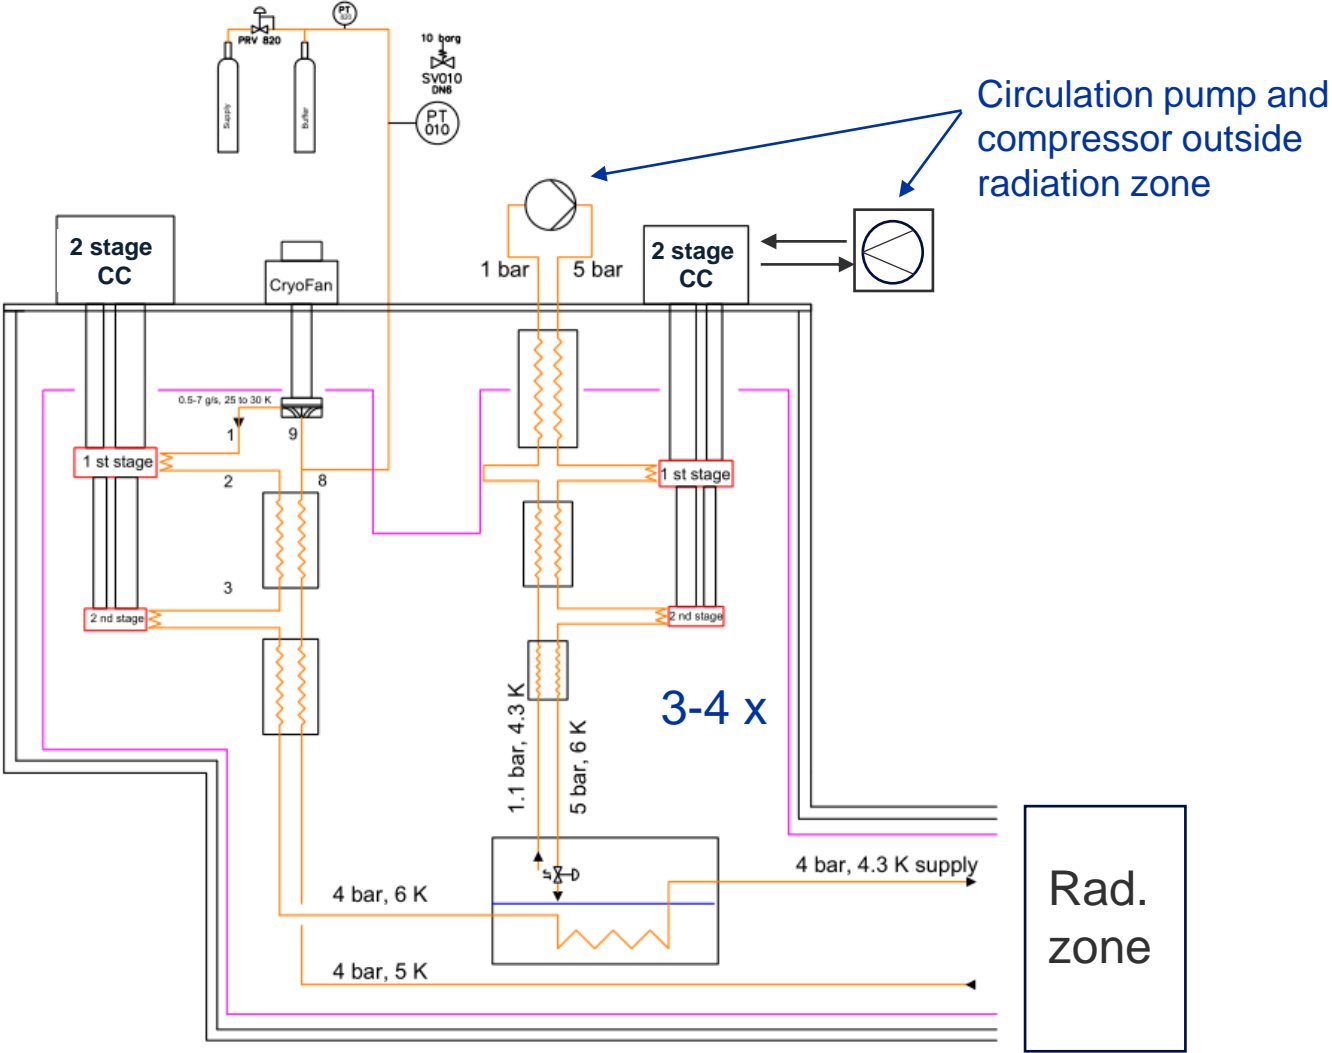 PT
820
PRV 820
10 barg
SV010
DN6
Supply
Buffer
PT
010
Circulation pump and
compressor outside
radiation zone
2 stage
CC
CryoFan
1 bar
5 bar
2 stage
CC
0.5-7 g/s, 25 to 30 K
1
9
1 st stage
2
8
1 st stage
3
2 nd stage
2 nd stage
3-4 x
1.1 bar, 4.3 K
5 bar, 6 K
4 bar, 6 K
4 bar, 4.3 K supply
Rad.
zone
4 bar, 5 K